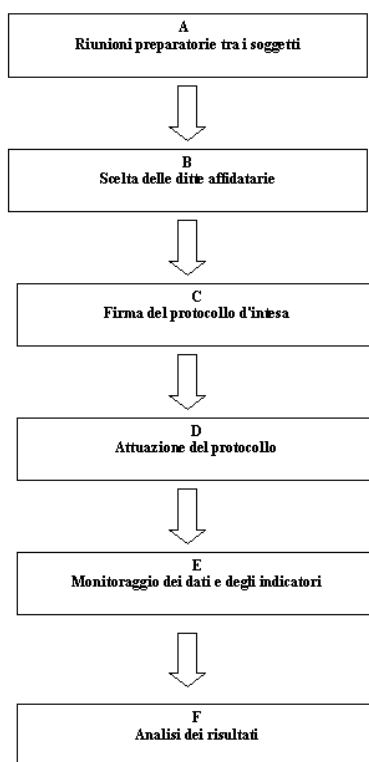 A
Riunioni preparatorie tra i soggetti
B
Scelta delle ditte affidatarie
C
Firma del protocollo d'intesa
D
Attuazione del protocollo
E
Monitoraggio dei dati e degli indicatori
F
Analisi dei risultati